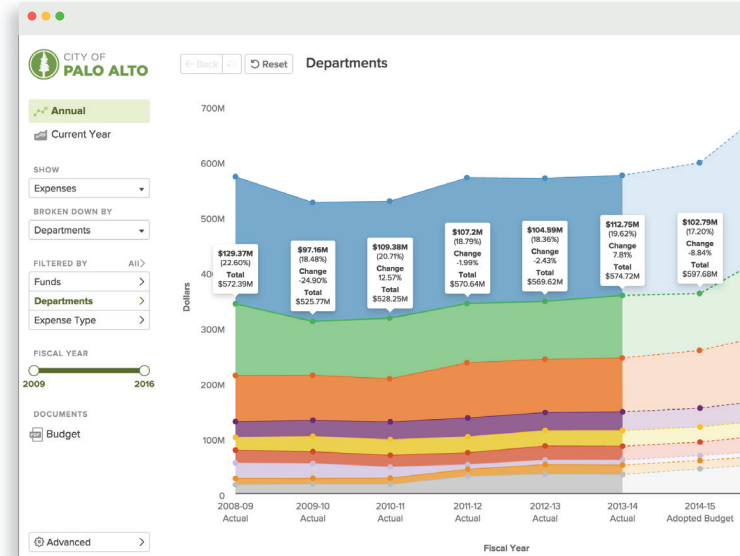 CITY OF
PALO ALTO
Back
Reset
Departments
Annual
Current Year
SHOW
Expenses
BROKEN DOWN BY
Departments
FILTERED BY All
Funds
Departments
Expense Type
FISCAL YEAR
2009 2016
DOCUMENTS
PDF Budget
Advanced
Dollars
700M
600M
500M
300M
200M
100M
0
$129.37M
(22.60%)
Total
$572.39M
$97.16M
(18.48%)
Change
-24.90%
Total
$525.77M
$109.38M
(20.71%)
Change
12.57%
Total
$528.25M
$107.2M
(18.79%)
Change
-1.99%
Total
$570.64M
$104.59M
(18.36%)
Change
-2.43%
Total
$569.62M
$112.75M
(19.62%)
Change
7.81%
Total
$574.72M
$102.79M
(17.20%)
Change
-8.84%
Total
$597.68M
2008-09
Actual
2009-10
Actual
2010-11
Actual
2011-12
Actual
2012-13
Actual
2013-14
Actual
2014-15
Adopted Budget
Fiscal Year